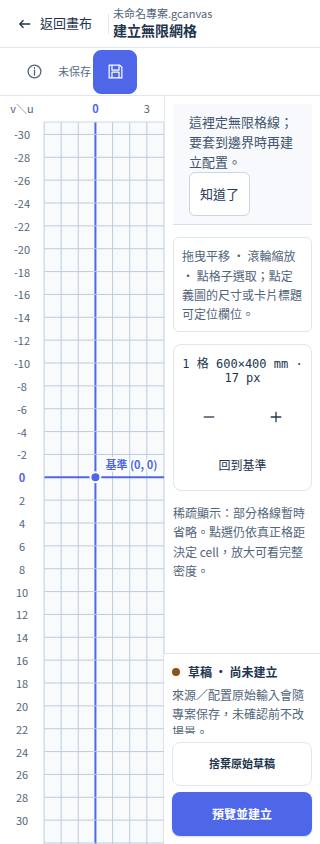 返回畫布
未命名專案.gcanvas
建立無限網格
未保存
v＼u
0
3
-30
-28
-26
-24
-22
-20
-18
-16
-14
-12
-10
-8
-6
-4
-2
0
2
4
6
8
10
12
14
16
18
20
22
24
26
28
30
基準 (0, 0)
這裡定無限格線；
要套到邊界時再建
立配置。
知道了
拖曳平移 · 滾輪縮放
· 點格子選取；點定
義圖的尺寸或卡片標題
可定位欄位。
1 格 600×400 mm ·
17 px
− +
回到基準
稀疏顯示：部分格線暫時
省略。點選仍依真正格距
決定 cell，放大可看完整
密度。
草稿 · 尚未建立
來源／配置原始輸入會隨
專案保存，未確認前不改
場景。
捨棄原始草稿
預覽並建立